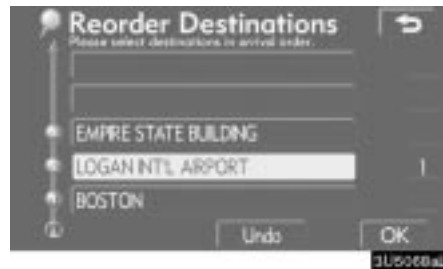 Reorder Destinations
Please select destinations in arrival order.
EMPIRE STATE BUILDING
LOGAN INT'L AIRPORT 1
BOSTON
Undo OK